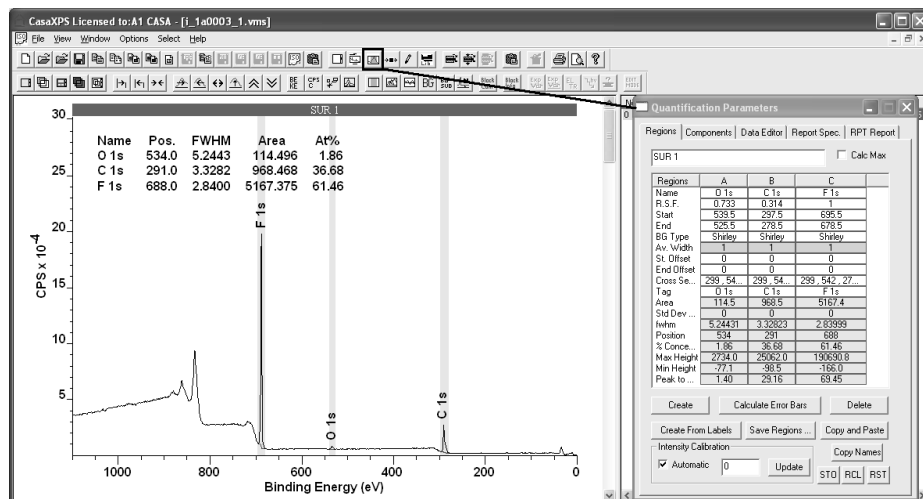 CasaXPS Licensed to:A1 CASA - [i_1a0003_1.vms]
File View Window Options Select Help
SUR 1
Name Pos. FWHM Area At%
O 1s 534.0 5.2443 114.496 1.86
C 1s 291.0 3.3282 968.468 36.68
F 1s 688.0 2.8400 5167.375 61.46
30
25
20
15
10
5
CPS x 10-4
F 1s
O 1s
C 1s
1000 800 600 400 200 0
Binding Energy (eV)
Quantification Parameters
Regions Components Data Editor Report Spec. RPT Report
SUR 1
Calc Max
Regions A B C
Name O 1s C 1s F 1s
R.S.F. 0.733 0.314 1
Start 539.5 297.5 695.5
End 525.5 278.5 678.5
BG Type Shirley Shirley Shirley
Av. Width 1 1 1
St. Offset 0 0 0
End Offset 0 0 0
Cross Se... 299 , 54... 299 , 54... 299 , 542 , 27...
Tag O 1s C 1s F 1s
Area 114.5 968.5 5167.4
Std Dev ... 0 0 0
fwhm 5.24431 3.32823 2.83999
Position 534 291 688
% Conce... 1.86 36.68 61.46
Max Height 2734.0 25062.0 190690.8
Min Height -77.1 -98.5 -166.0
Peak to ... 1.40 29.16 69.45
Create Calculate Error Bars Delete
Create From Labels Save Regions ... Copy and Paste
Intensity Calibration
Copy Names
Automatic 0 Update
STO RCL RST